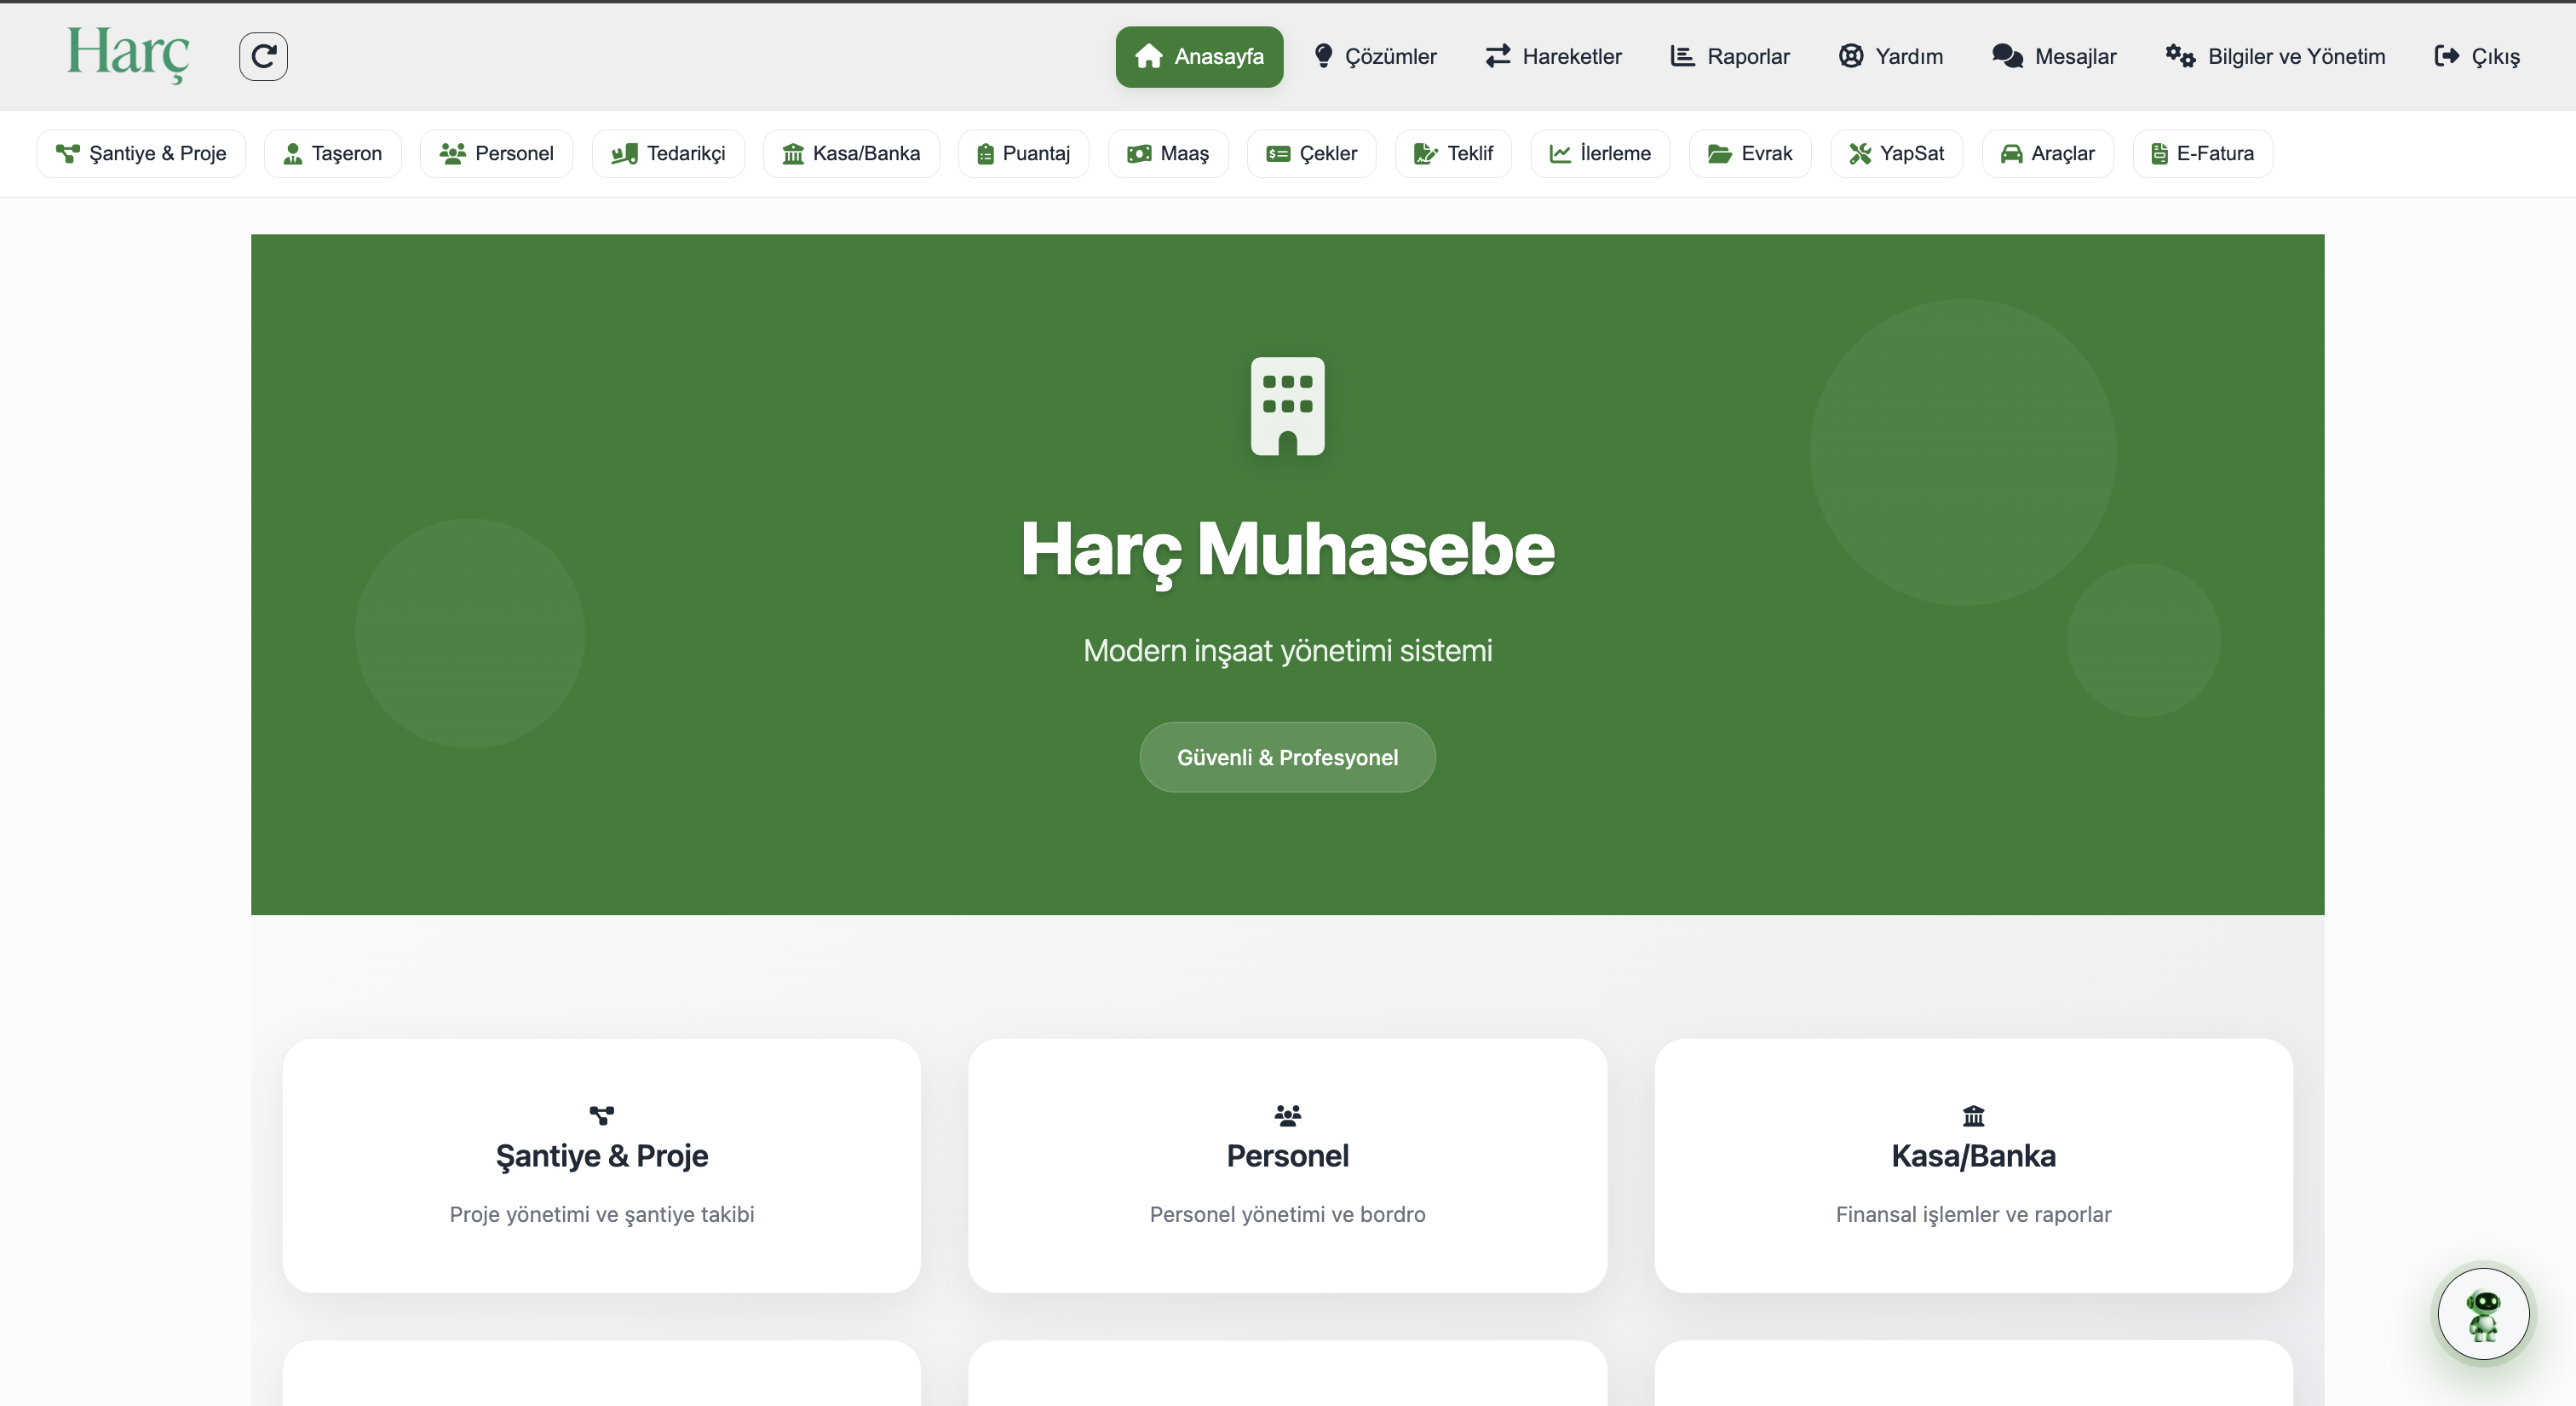 Harç
Anasayfa
Çözümler
Hareketler
Raporlar
Yardım
Mesajlar
Bilgiler ve Yönetim
Çıkış
Şantiye & Proje
Taşeron
Personel
Tedarikçi
Kasa/Banka
Puantaj
Maaş
Çekler
Teklif
İlerleme
Evrak
YapSat
Araçlar
E-Fatura
Harç Muhasebe
Modern inşaat yönetimi sistemi
Güvenli & Profesyonel
Şantiye & Proje
Proje yönetimi ve şantiye takibi
Personel
Personel yönetimi ve bordro
Kasa/Banka
Finansal işlemler ve raporlar